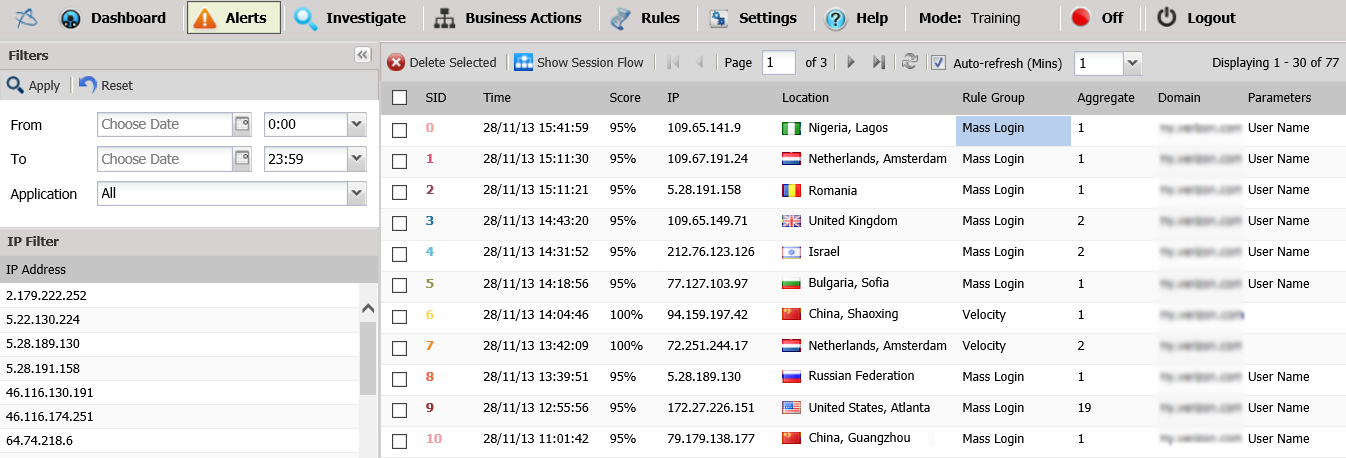 Dashboard Alerts Investigate Business Actions Rules Settings Help Mode: Training Off Logout
Filters
Apply Reset
From Choose Date 0:00
To Choose Date 23:59
Application All
IP Filter
IP Address
2.179.222.252
5.22.130.224
5.28.189.130
5.28.191.158
46.116.130.191
46.116.174.251
64.74.218.6
Delete Selected Show Session Flow Page 1 of 3 Auto-refresh (Mins) 1 Displaying 1 - 30 of 77
SID Time Score IP Location Rule Group Aggregate Domain Parameters
0 28/11/13 15:41:59 95% 109.65.141.9 Nigeria, Lagos Mass Login 1 User Name
1 28/11/13 15:11:30 95% 109.67.191.24 Netherlands, Amsterdam Mass Login 1 User Name
2 28/11/13 15:11:21 95% 5.28.191.158 Romania Mass Login 1 User Name
3 28/11/13 14:43:20 95% 109.65.149.71 United Kingdom Mass Login 2 User Name
4 28/11/13 14:31:52 95% 212.76.123.126 Israel Mass Login 2 User Name
5 28/11/13 14:18:56 95% 77.127.103.97 Bulgaria, Sofia Mass Login 1 User Name
6 28/11/13 14:04:46 100% 94.159.197.42 China, Shaoxing Velocity 1
7 28/11/13 13:42:09 100% 72.251.244.17 Netherlands, Amsterdam Velocity 2
8 28/11/13 13:39:51 95% 5.28.189.130 Russian Federation Mass Login 1 User Name
9 28/11/13 12:55:56 95% 172.27.226.151 United States, Atlanta Mass Login 19 User Name
10 28/11/13 11:01:42 95% 79.179.138.177 China, Guangzhou Mass Login 1 User Name